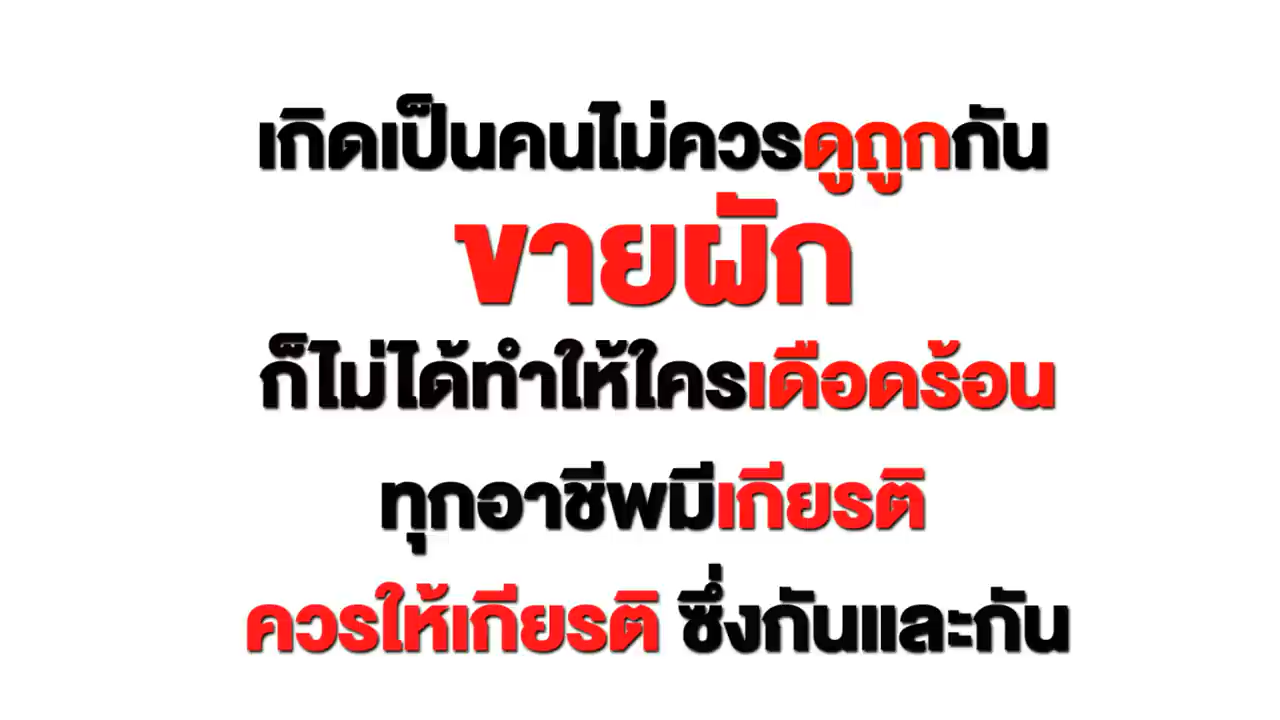 เกิดเป็นคนไม่ควรดูถูกกัน
ขายผัก
ก็ไม่ได้ทำให้ใครเดือดร้อน
ทุกอาชีพมีเกียรติ
ควรให้เกียรติ ซึ่งกันและกัน